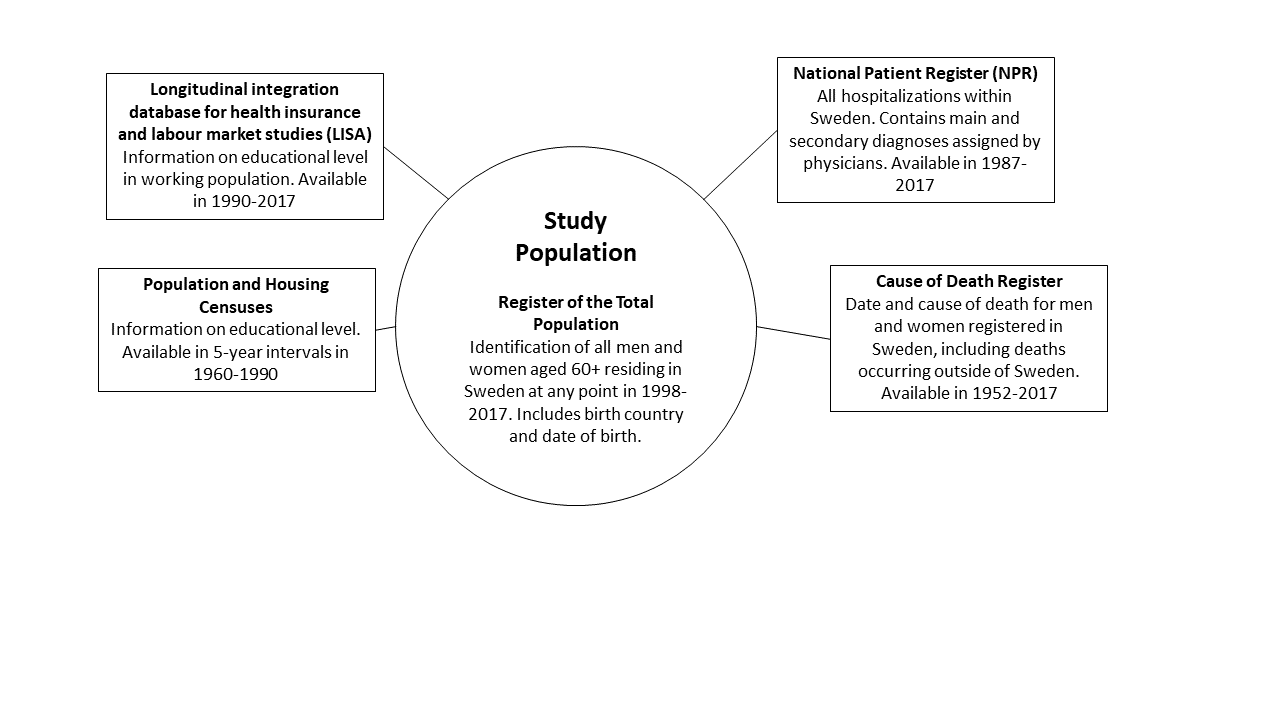 Longitudinal integration
database for health insurance
and labour market studies (LISA)
Information on educational level
in working population. Available
in 1990-2017
Population and Housing
Censuses
Information on educational level.
Available in 5-year intervals in
1960-1990
Study
Population
Register of the Total
Population
Identification of all men and
women aged 60+ residing in
Sweden at any point in 1998-
2017. Includes birth country
and date of birth.
National Patient Register (NPR)
All hospitalizations within
Sweden. Contains main and
secondary diagnoses assigned by
physicians. Available in 1987-
2017
Cause of Death Register
Date and cause of death for men
and women registered in
Sweden, including deaths
occurring outside of Sweden.
Available in 1952-2017